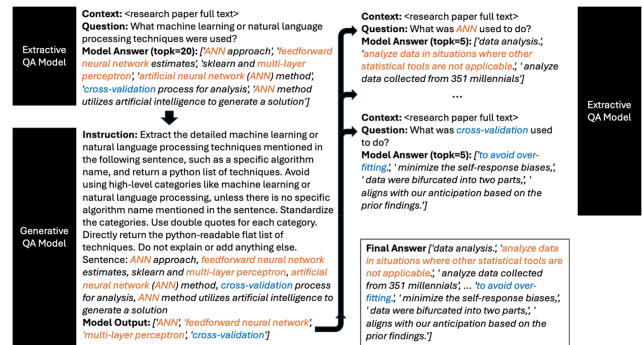 Extractive
QA Model
Context: <research paper full text>
Question: What machine learning or natural language
processing techniques were used?
Model Answer (topk=20): ['ANN approach', 'feedforward
neural network estimates', 'sklearn and multi-layer
perceptron', 'artificial neural network (ANN) method',
'cross-validation process for analysis', 'ANN method
utilizes artificial intelligence to generate a solution']
Generative
QA Model
Instruction: Extract the detailed machine learning or
natural language processing techniques mentioned in
the following sentence, such as a specific algorithm
name, and return a python list of techniques. Avoid
using high-level categories like machine learning or
natural language processing, unless there is no specific
algorithm name mentioned in the sentence. Standardize
the categories. Use double quotes for each category.
Directly return the python-readable flat list of
techniques. Do not explain or add anything else.
Sentence: ANN approach, feedforward neural network
estimates, sklearn and multi-layer perceptron, artificial
neural network (ANN) method, cross-validation process
for analysis, ANN method utilizes artificial intelligence to
generate a solution
Model Output: ['ANN', 'feedforward neural network',
'multi-layer perceptron', 'cross-validation']
Context: <research paper full text>
Question: What was ANN used to do?
Model Answer (topk=5): ['data analysis.',
'analyze data in situations where other
statistical tools are not applicable.', ' analyze
data collected from 351 millennials']
...
Context: <research paper full text>
Question: What was cross-validation used
to do?
Model Answer (topk=5): ['to avoid over-
fitting.', ' minimize the self-response biases,',
' data were bifurcated into two parts,', '
aligns with our anticipation based on the
prior findings.']
Extractive
QA Model
Final Answer ['data analysis.', 'analyze data
in situations where other statistical tools are
not applicable.', ' analyze data collected
from 351 millennials', ... 'to avoid over-
fitting.', ' minimize the self-response biases,',
' data were bifurcated into two parts,', '
aligns with our anticipation based on the
prior findings.']